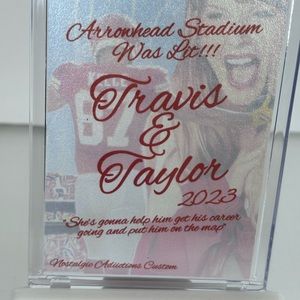 Arrowhead Stadium
Was Lit!!!
Travis
&
Taylor
2023
"She's gonna help him get his career
going and put him on the map"
Nostalgic Adictions Custom